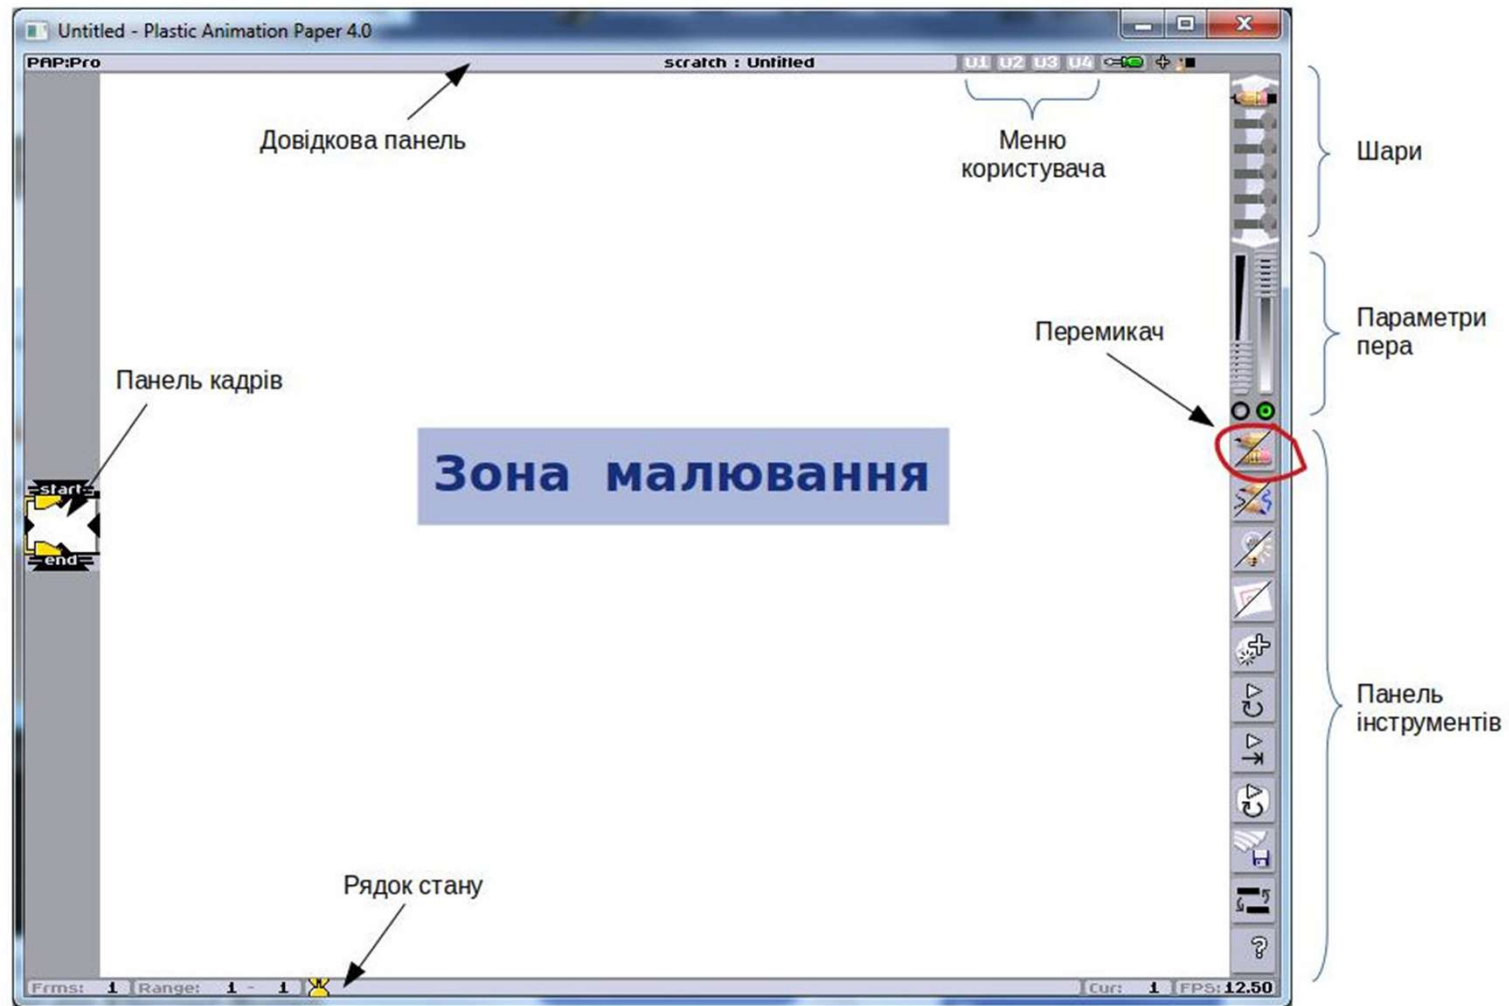 Untitled - Plastic Animation Paper 4.0
PAP:Pro
scratch : Untitled
U1 U2 U3 U4
Довідкова панель
Меню
користувача
Шари
Параметри
пера
Перемикач
Панель кадрів
Зона малювання
start
end
Панель
інструментів
Рядок стану
Frms: 1
Range: 1 - 1
Cur: 1
FPS: 12.50